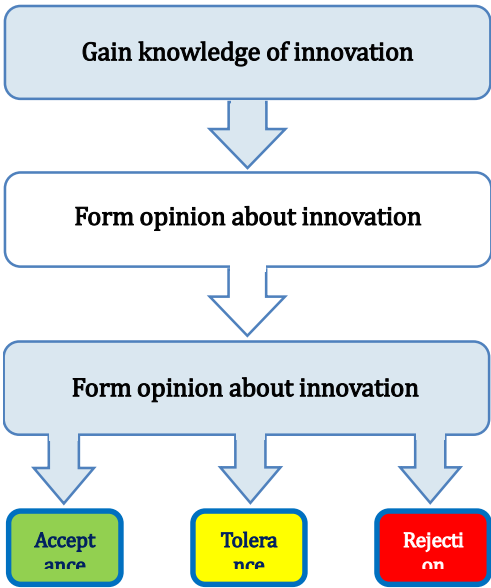 Gain knowledge of innovation
Form opinion about innovation
Form opinion about innovation
Accept
ance
Tolera
nce
Rejecti
on